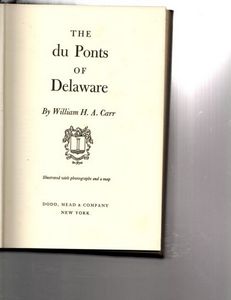 THE
du Ponts
OF
Delaware
By William H. A. Carr
Illustrated with photographs and a map
DODD, MEAD & COMPANY
NEW YORK